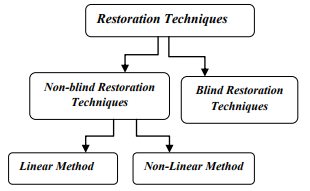 Restoration Techniques
Non-blind Restoration
Techniques
Blind Restoration
Techniques
Linear Method
Non-Linear Method